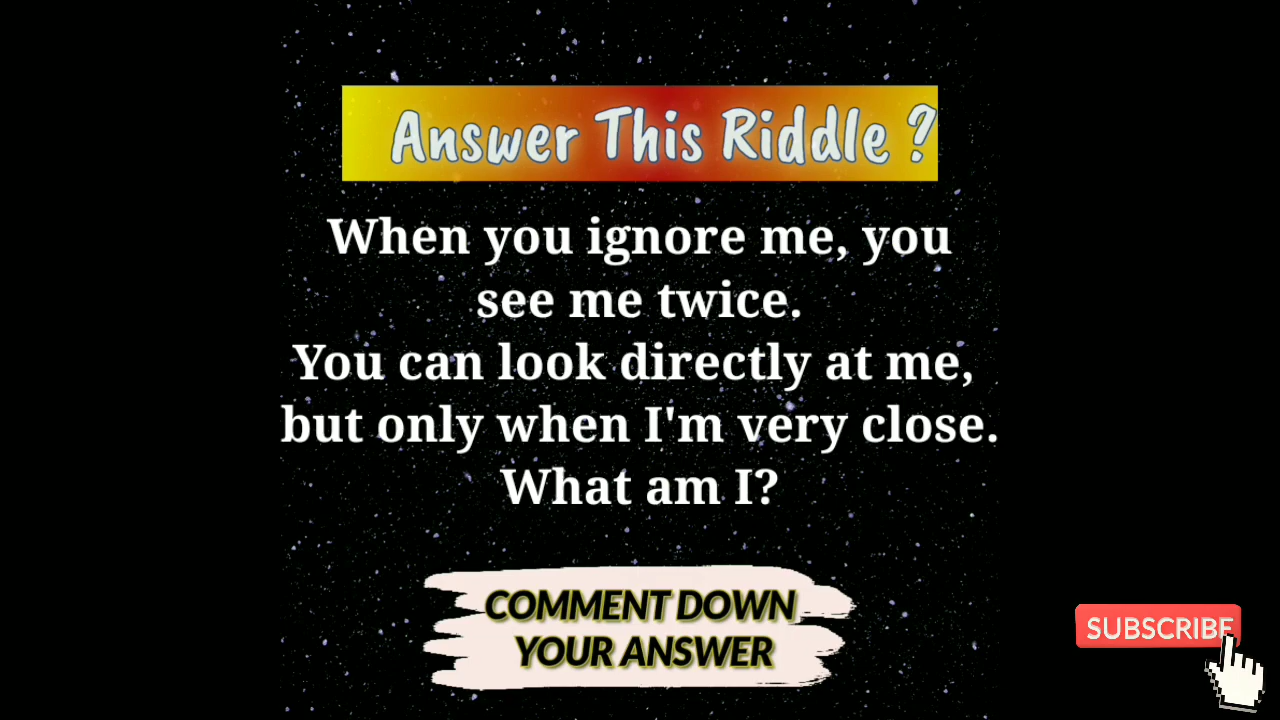 Answer This Riddle ?
When you ignore me, you
see me twice.
You can look directly at me,
but only when I'm very close.
What am I?
COMMENT DOWN
YOUR ANSWER
SUBSCRIBE